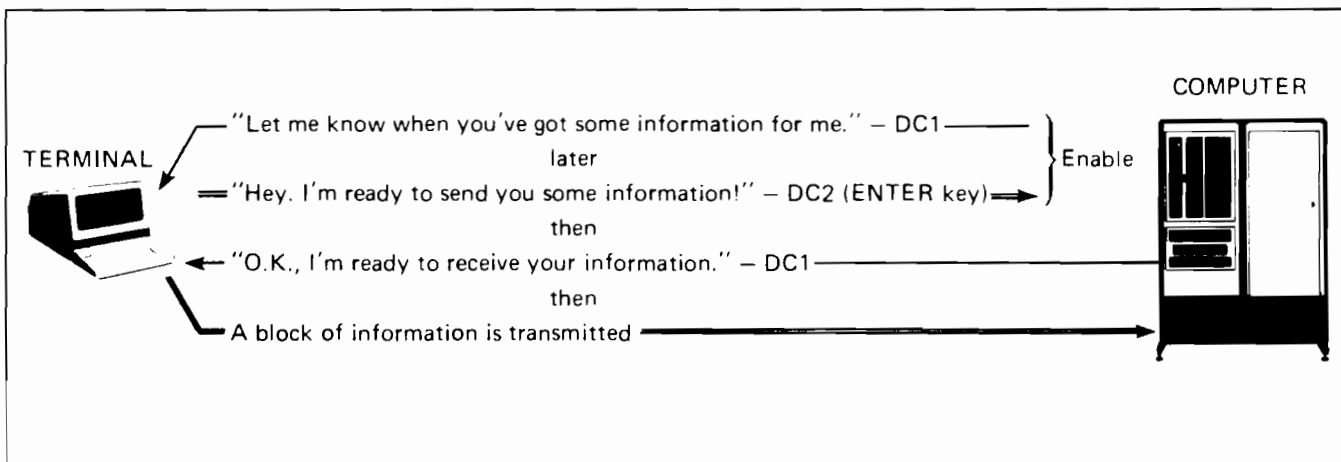 COMPUTER
"Let me know when you've got some information for me." – DC1
TERMINAL
later
Enable
"Hey. I'm ready to send you some information!" – DC2 (ENTER key)
then
"O.K., I'm ready to receive your information." – DC1
then
A block of information is transmitted